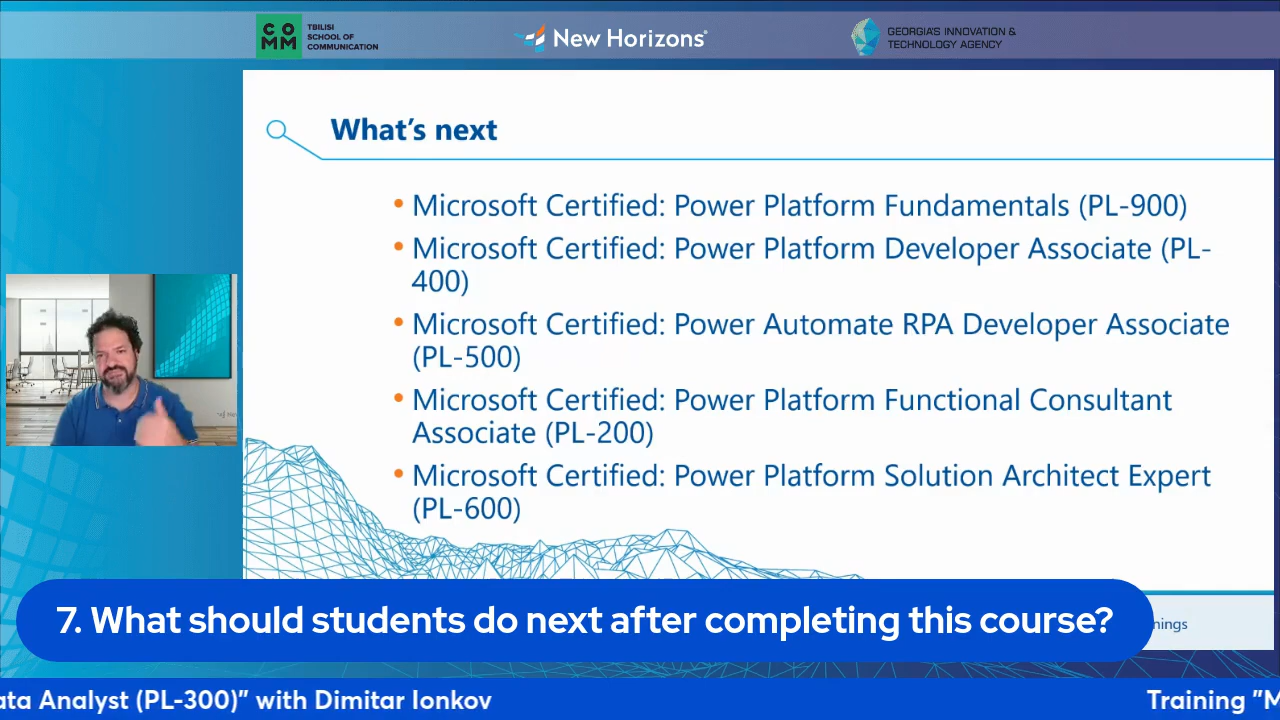 COMM
TBILISI
SCHOOL OF
COMMUNICATION
New Horizons®
GEORGIA'S INNOVATION &
TECHNOLOGY AGENCY
What's next
• Microsoft Certified: Power Platform Fundamentals (PL-900)
• Microsoft Certified: Power Platform Developer Associate (PL-
400)
• Microsoft Certified: Power Automate RPA Developer Associate
(PL-500)
• Microsoft Certified: Power Platform Functional Consultant
Associate (PL-200)
• Microsoft Certified: Power Platform Solution Architect Expert
(PL-600)
7. What should students do next after completing this course?
nings
ata Analyst (PL-300)" with Dimitar Ionkov
Training "M